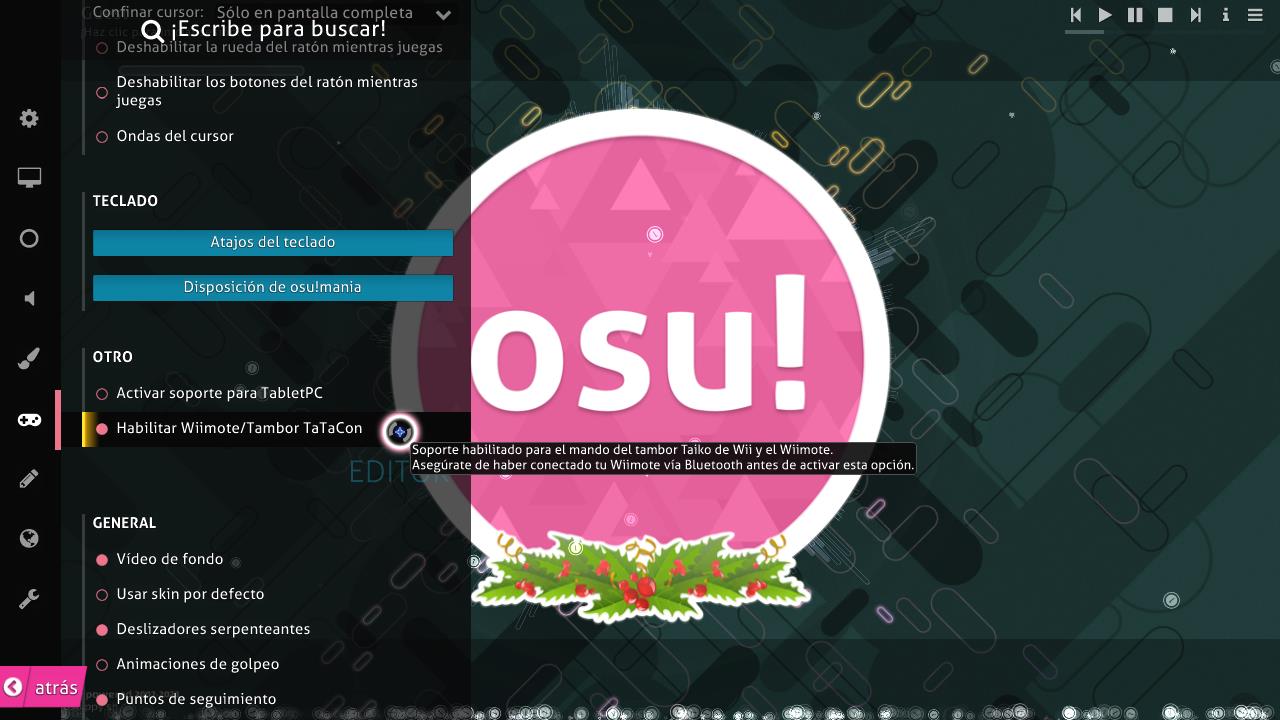 Confinar cursor: Sólo en pantalla completa
¡Escribe para buscar!
Deshabilitar la rueda del ratón mientras juegas
Deshabilitar los botones del ratón mientras
juegas
Ondas del cursor
TECLADO
Atajos del teclado
Disposición de osu!mania
OTRO
Activar soporte para TabletPC
Habilitar Wiimote/Tambor TaTaCon
Soporte habilitado para el mando del tambor Taiko de Wii y el Wiimote.
Asegúrate de haber conectado tu Wiimote vía Bluetooth antes de activar esta opción.
EDITOR
GENERAL
Vídeo de fondo
Usar skin por defecto
Deslizadores serpenteantes
Animaciones de golpeo
Puntos de seguimiento
atrás
osu!